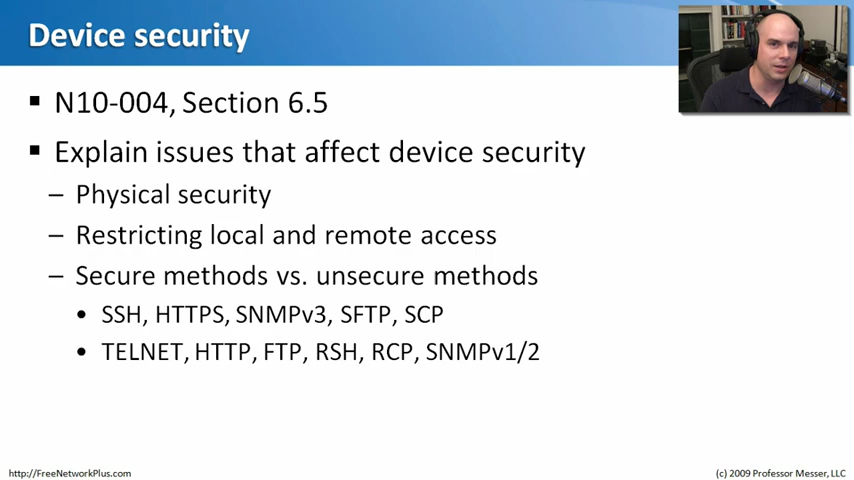 Device security
▪ N10-004, Section 6.5
▪ Explain issues that affect device security
– Physical security
– Restricting local and remote access
– Secure methods vs. unsecure methods
• SSH, HTTPS, SNMPv3, SFTP, SCP
• TELNET, HTTP, FTP, RSH, RCP, SNMPv1/2
http://FreeNetworkPlus.com
(c) 2009 Professor Messer, LLC